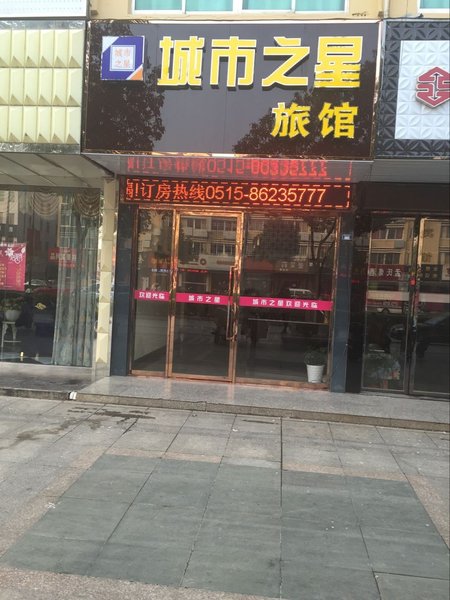 城市
之星
城市之星
旅馆
订房热线0515-86235777
欢迎光临
城市之星
城市之星欢迎光临